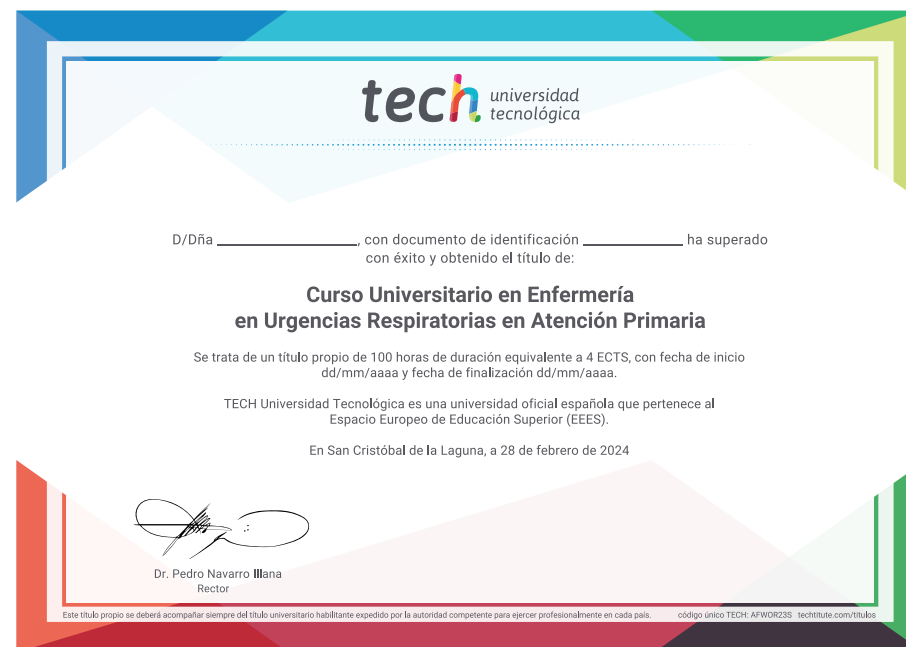 tech universidad
tecnológica
D/Dña ____________________, con documento de identificación ______________ ha superado
con éxito y obtenido el título de:
Curso Universitario en Enfermería
en Urgencias Respiratorias en Atención Primaria
Se trata de un título propio de 100 horas de duración equivalente a 4 ECTS, con fecha de inicio
dd/mm/aaaa y fecha de finalización dd/mm/aaaa.
TECH Universidad Tecnológica es una universidad oficial española que pertenece al
Espacio Europeo de Educación Superior (EEES).
En San Cristóbal de la Laguna, a 28 de febrero de 2024
Dr. Pedro Navarro Illana
Rector
Este título propio se deberá acompañar siempre del título universitario habilitante expedido por la autoridad competente para ejercer profesionalmente en cada país. código único TECH: AFWOR23S techtitute.com/titulos